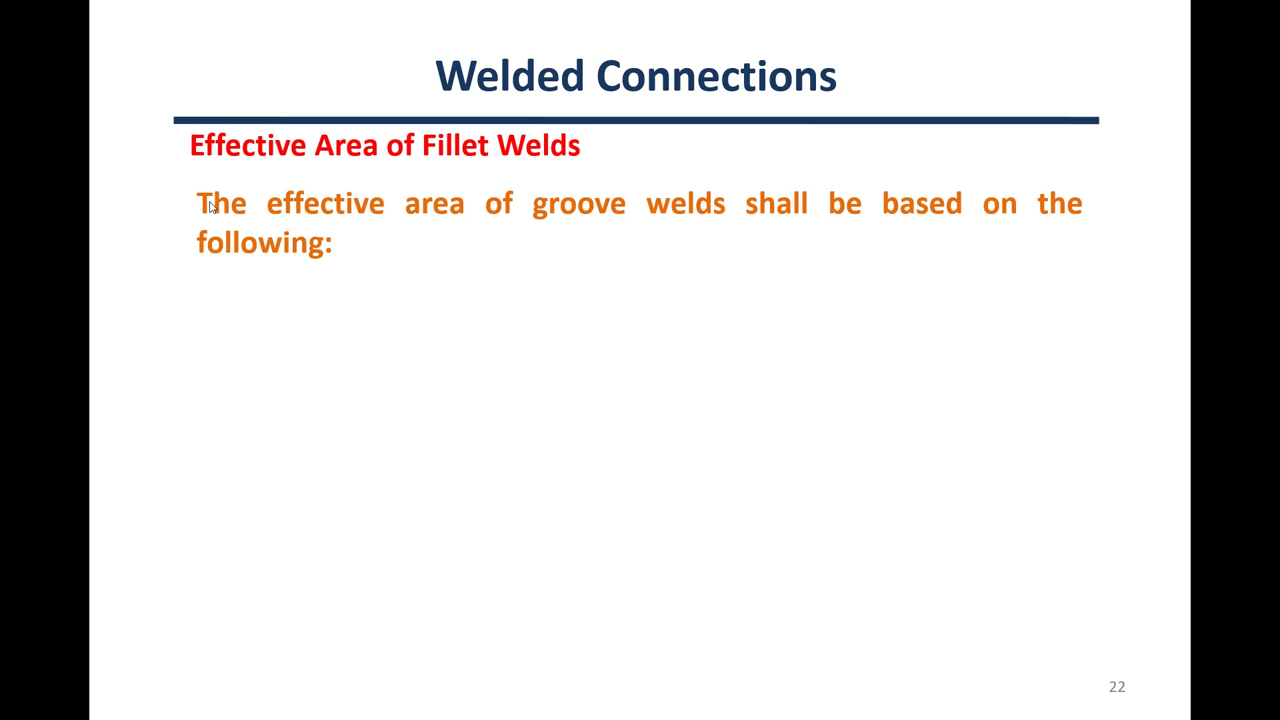 Welded Connections
Effective Area of Fillet Welds
The effective area of groove welds shall be based on the
following:
22